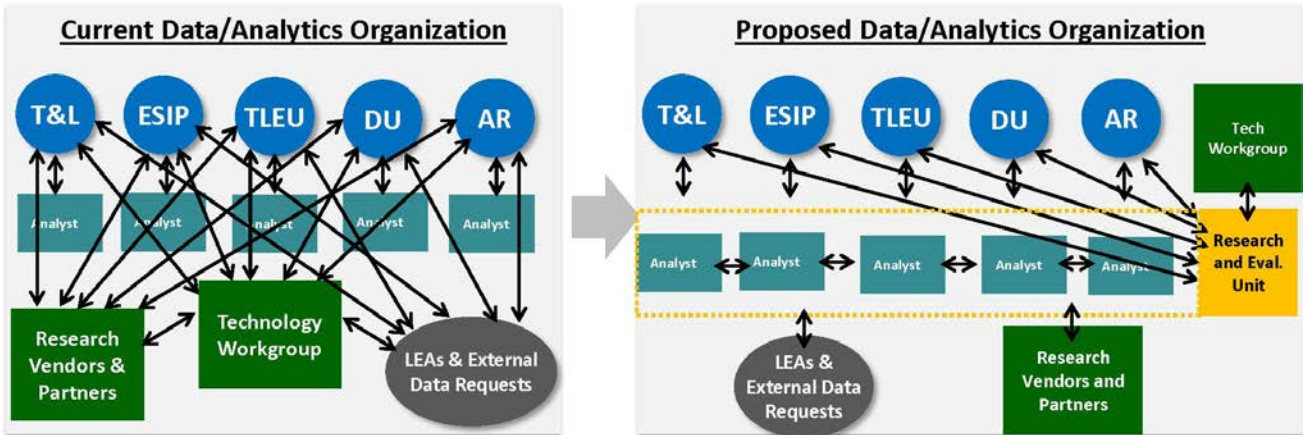 Current Data/Analytics Organization
T&L
ESIP
TLEU
DU
AR
Analyst
Analyst
Analyst
Analyst
Analyst
Research
Vendors &
Partners
Technology
Workgroup
LEAs & External
Data Requests
Proposed Data/Analytics Organization
T&L
ESIP
TLEU
DU
AR
Tech
Workgroup
Analyst
Analyst
Analyst
Analyst
Analyst
Research
and Eval.
Unit
LEAs &
External Data
Requests
Research
Vendors and
Partners